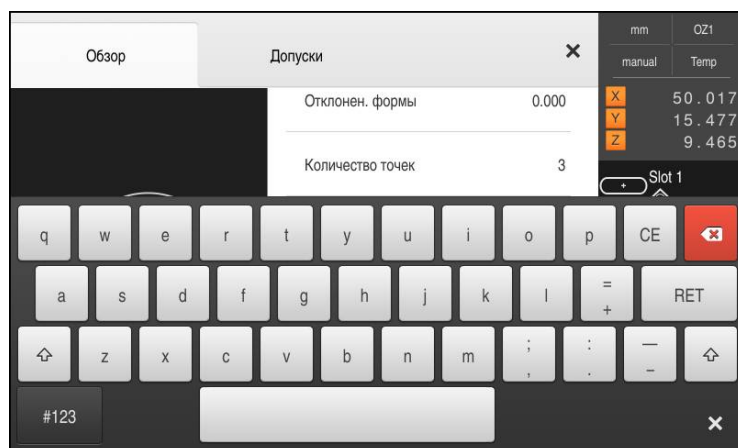 Обзор
Допуски
mm
OZ1
manual
Temp
Отклонен. формы 0.000
X 50.017
Y 15.477
Z 9.465
Количество точек 3
Slot 1
q w e r t y u i o p CE
a s d f g h j k l = + RET
z x c v b n m ; , : . — –
#123